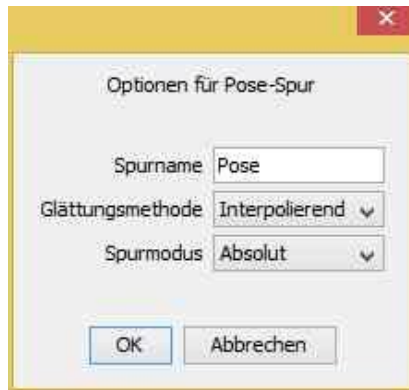 Optionen für Pose-Spur
Spurname Pose
Glättungsmethode Interpolierend
Spurmodus Absolut
OK Abbrechen